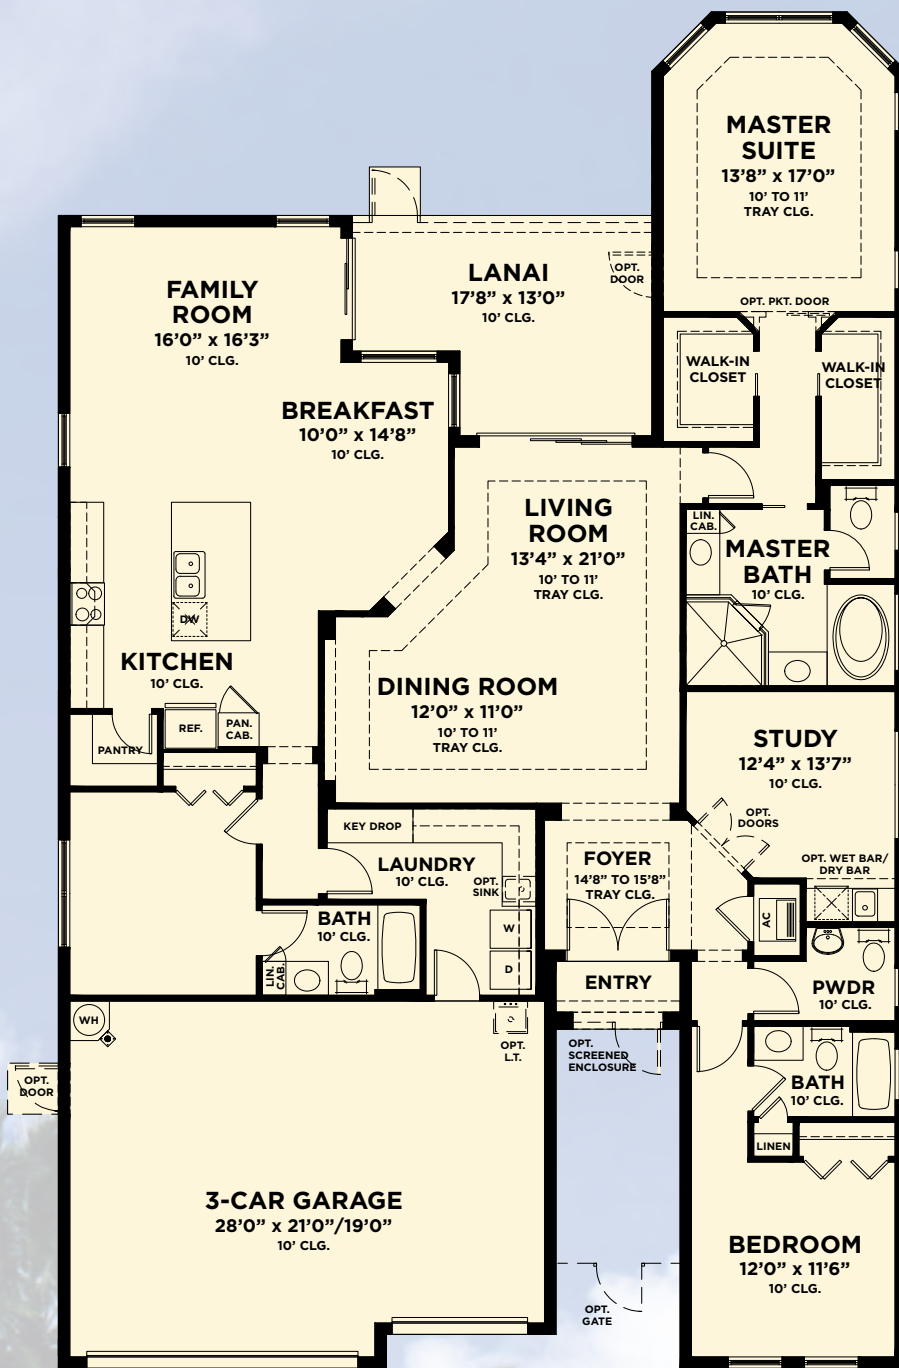 MASTER
SUITE
13’8” x 17’0”
10’ TO 11’
TRAY CLG.
LANAI
17’8” x 13’0”
10’ CLG.
OPT.
DOOR
FAMILY
ROOM
16’0” x 16’3”
10’ CLG.
OPT. PKT. DOOR
WALK-IN
CLOSET
WALK-IN
CLOSET
BREAKFAST
10’0” x 14’8”
10’ CLG.
LIVING
ROOM
13’4” x 21’0”
10’ TO 11’
TRAY CLG.
LIN.
CAB.
MASTER
BATH
10’ CLG.
DW
KITCHEN
10’ CLG.
DINING ROOM
12’0” x 11’0”
10’ TO 11’
TRAY CLG.
PANTRY
REF.
PAN.
CAB.
STUDY
12’4” x 13’7”
10’ CLG.
OPT.
DOORS
KEY DROP
LAUNDRY
10’ CLG.
OPT.
SINK
FOYER
14’8” TO 15’8”
TRAY CLG.
OPT. WET BAR/
DRY BAR
AC
BATH
10’ CLG.
LIN.
CAB.
W
D
ENTRY
PWDR
10’ CLG.
WH
OPT.
L.T.
OPT.
SCREENED
ENCLOSURE
OPT.
DOOR
BATH
10’ CLG.
LINEN
3-CAR GARAGE
28’0” x 21’0”/19’0”
10’ CLG.
BEDROOM
12’0” x 11’6”
10’ CLG.
OPT.
GATE